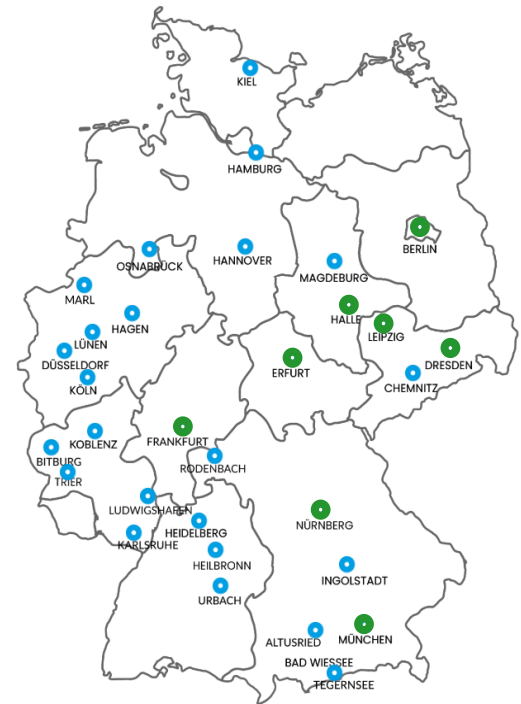 KIEL
HAMBURG
BERLIN
OSNABRÜCK
HANNOVER
MAGDEBURG
MARL
HAGEN
HALLE
LEIPZIG
LÜNEN
DÜSSELDORF
ERFURT
DRESDEN
KÖLN
CHEMNITZ
KOBLENZ
FRANKFURT
BITBURG
RODENBACH
TRIER
LUDWIGSHAFEN
NÜRNBERG
HEIDELBERG
KARLSRUHE
HEILBRONN
INGOLSTADT
URBACH
ALTUSRIED
MÜNCHEN
BAD WIESSEE
TEGERNSEE